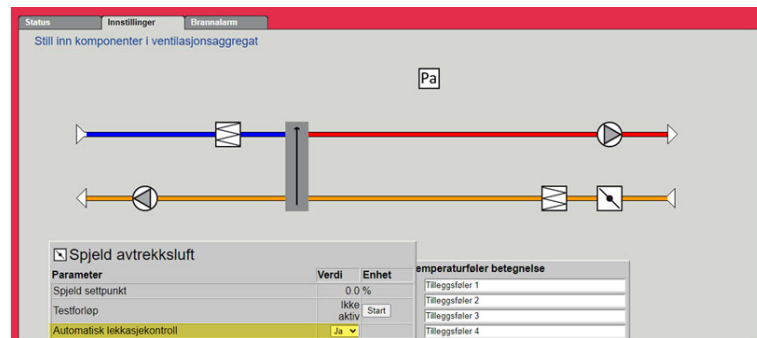 Status Innstillinger Brannalarm
Still inn komponenter i ventilasjonsaggregat
Pa
Spjeld avtrekksluft
Parameter Verdi Enhet
Spjeld settpunkt 0.0 %
Testforløp Ikke aktiv Start
Automatisk lekkasjekontroll Ja
emperaturføler betegnelse
Tilleggsføler 1
Tilleggsføler 2
Tilleggsføler 3
Tilleggsføler 4